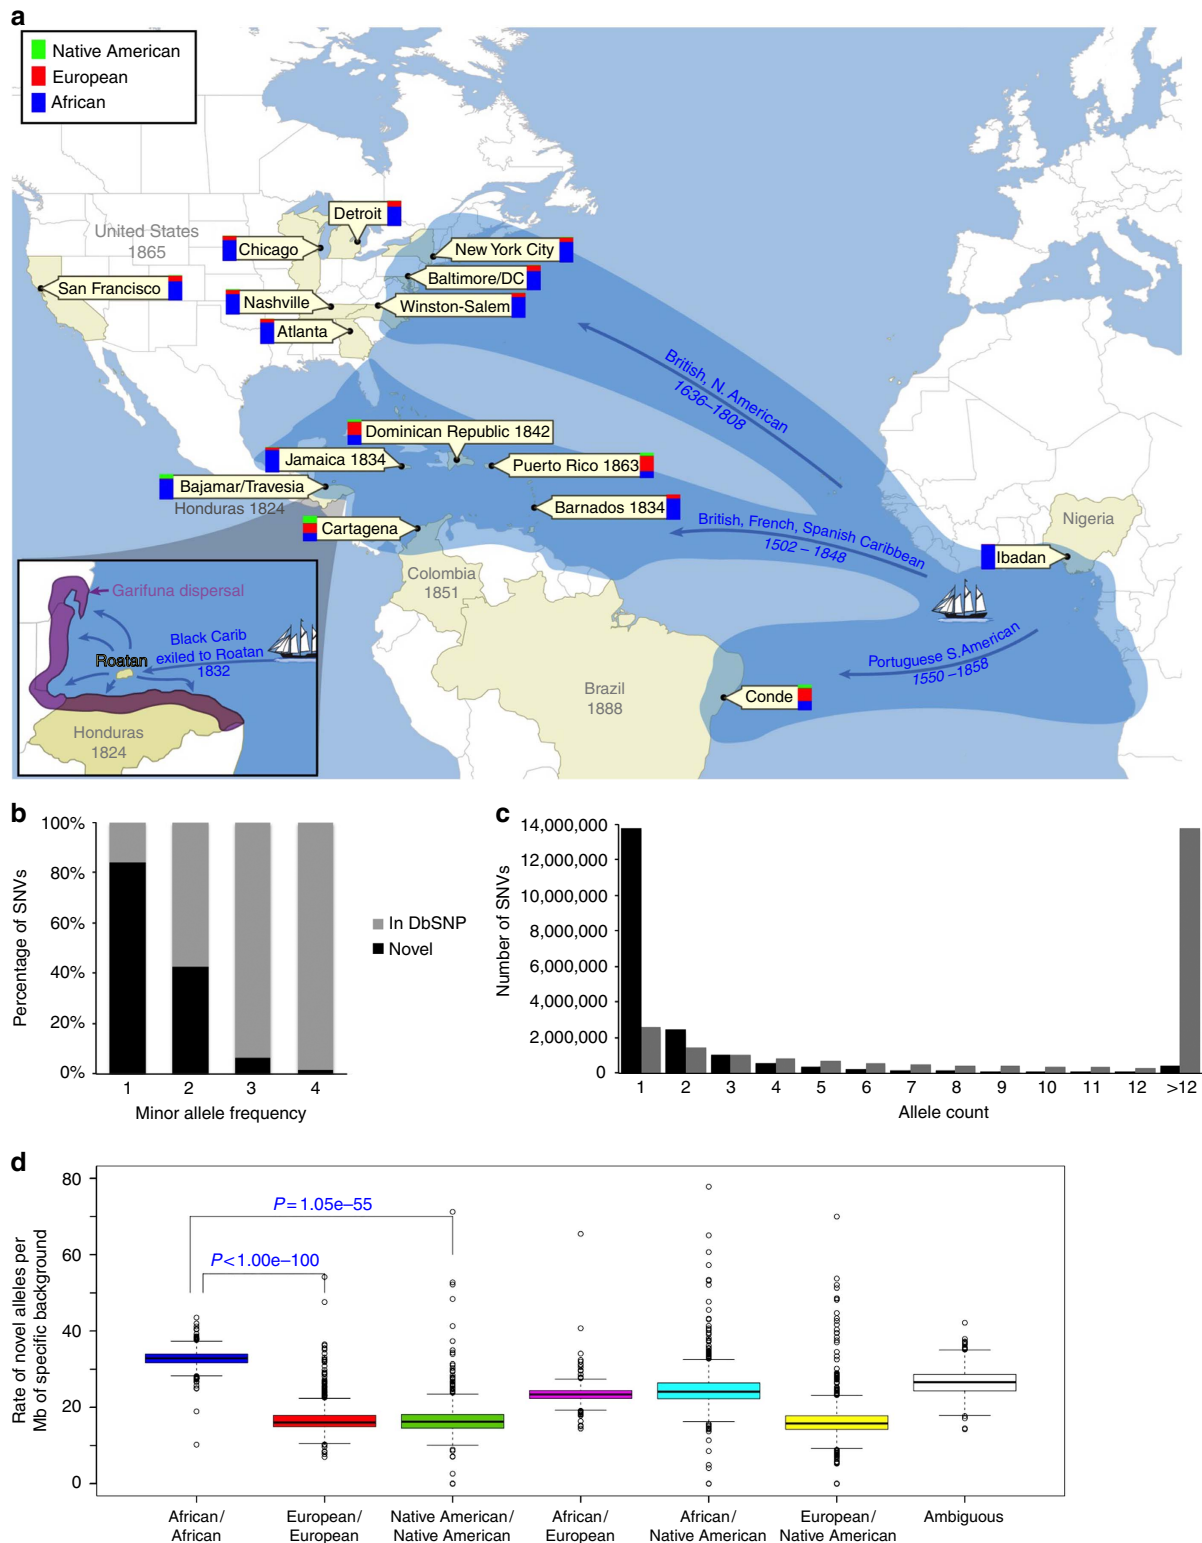 a
Native American
European
African
United States
1865
Detroit
Chicago
New York City
Baltimore/DC
San Francisco
Nashville
Winston-Salem
Atlanta
British, N. American
1636–1808
Dominican Republic 1842
Jamaica 1834
Puerto Rico 1863
Bajamar/Travesia
Honduras 1824
Barnados 1834
Cartagena
British, French, Spanish Caribbean
1502 – 1848
Nigeria
Ibadan
Colombia
1851
Garifuna dispersal
Black Carib
exiled to Roatan
1832
Roatan
Honduras
1824
Portuguese S. American
1550 –1858
Brazil
1888
Conde
b
100%
80%
60%
40%
20%
0%
Percentage of SNVs
1 2 3 4
Minor allele frequency
In DbSNP
Novel
c
14,000,000
12,000,000
10,000,000
8,000,000
6,000,000
4,000,000
2,000,000
0
Number of SNVs
1 2 3 4 5 6 7 8 9 10 11 12 >12
Allele count
d
80
60
40
20
0
Rate of novel alleles per
Mb of specific background
P=1.05e–55
P<1.00e–100
African/
African
European/
European
Native American/
Native American
African/
European
African/
Native American
European/
Native American
Ambiguous